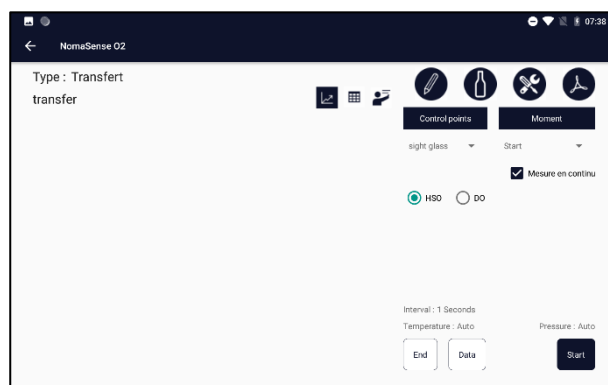 07:38
NomaSense O2
Type : Transfert
transfer
Control points
Moment
sight glass
Start
Mesure en continu
HSO
DO
Interval : 1 Seconds
Temperature : Auto
Pressure : Auto
End
Data
Start